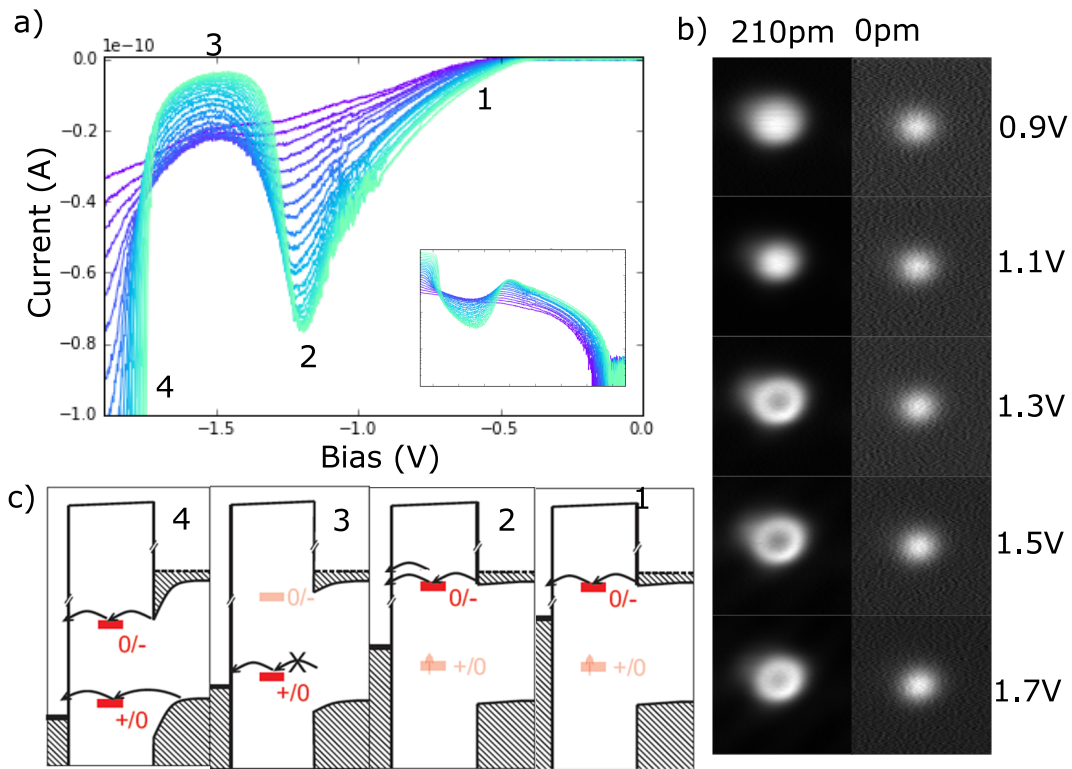 a)
1e−10
3
0.0
−0.2
−0.4
−0.6
−0.8
−1.0
Current (A)
1
2
4
−1.5
−1.0
−0.5
0.0
Bias (V)
b)
210pm 0pm
0.9V
1.1V
1.3V
1.5V
1.7V
c)
4
3
2
1
0/-
+/0
0/-
X
+/0
0/-
+/0
0/-
+/0